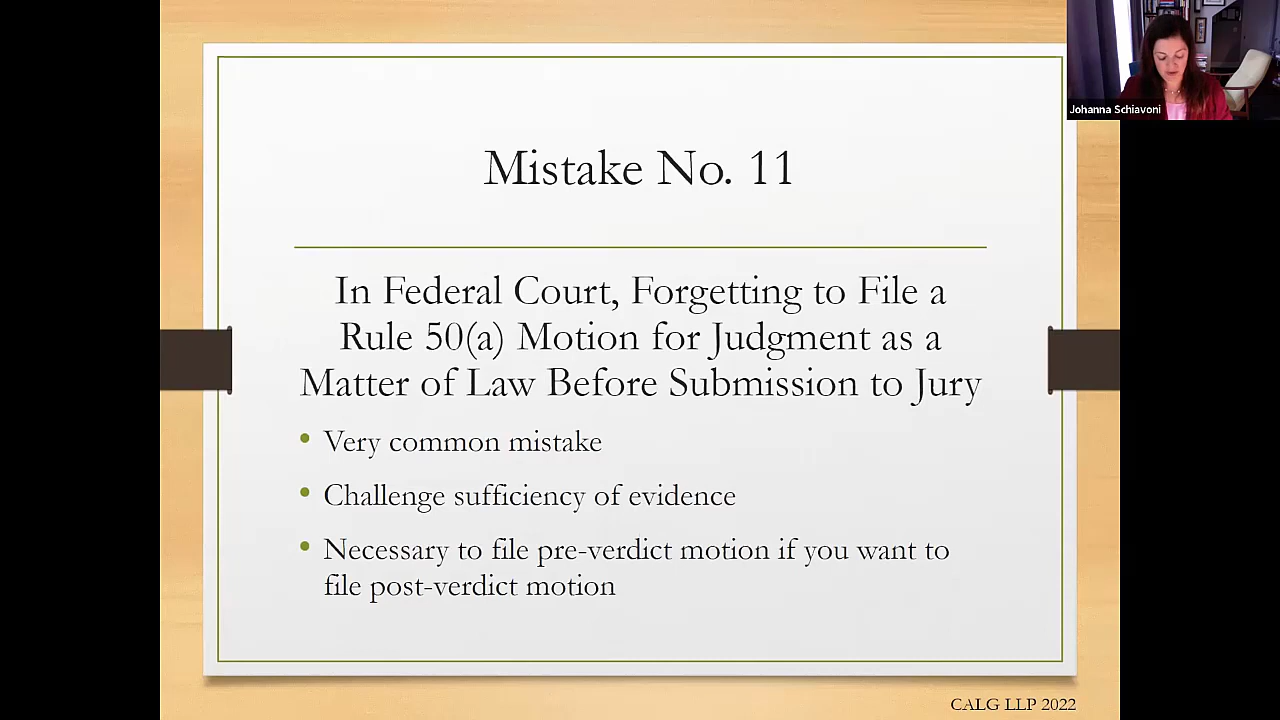 Johanna Schiavoni
Mistake No. 11
In Federal Court, Forgetting to File a
Rule 50(a) Motion for Judgment as a
Matter of Law Before Submission to Jury
• Very common mistake
• Challenge sufficiency of evidence
• Necessary to file pre-verdict motion if you want to
file post-verdict motion
CALG LLP 2022